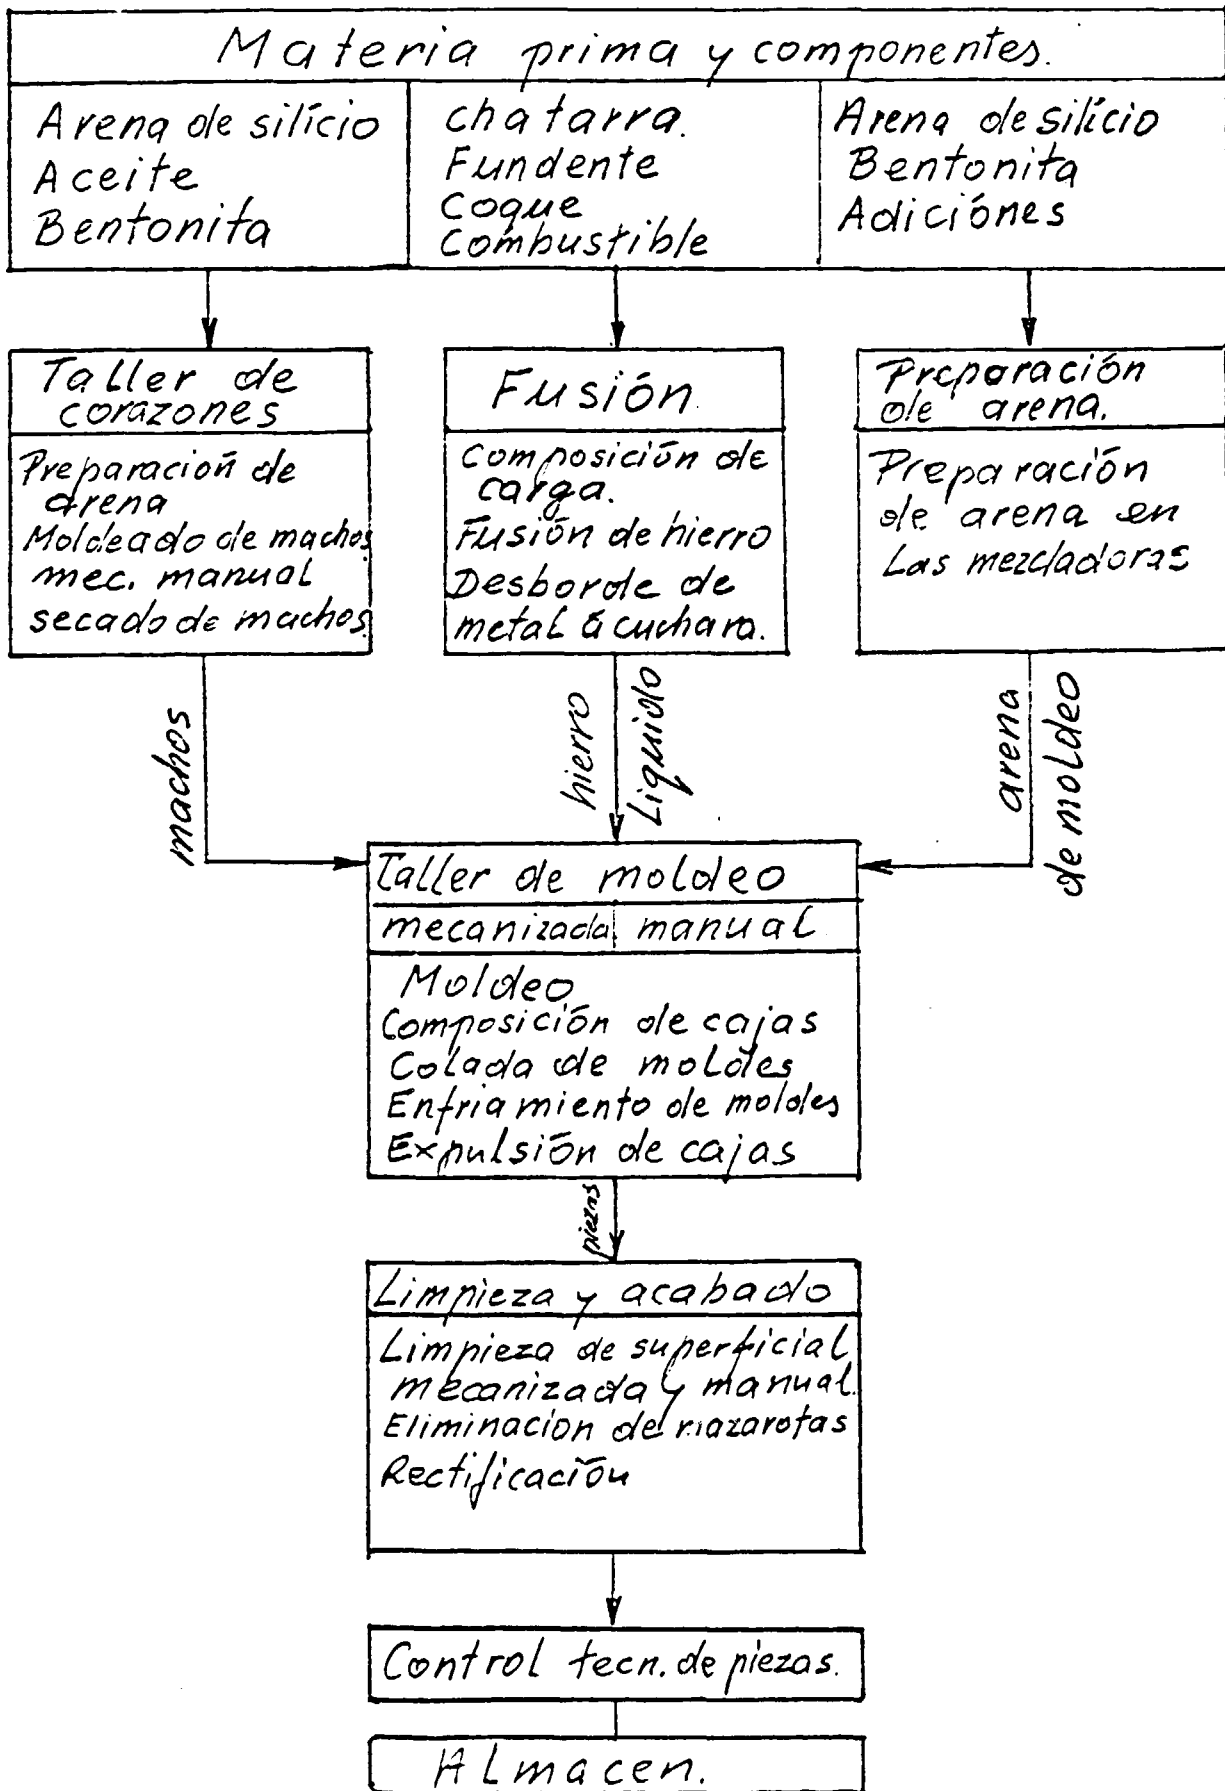 Materia prima y componentes.
Arena de silício
Aceite
Bentonita
chatarra.
Fundente
Coque
Combustible
Arena de silício
Bentonita
Adiciónes
Taller de
corazones
Preparación de
arena
Moldeado de machos
mec. manual
secado de machos.
Fusión
Composición de
carga.
Fusión de hierro
Desborde de
metal á cuchara.
Preparación
de arena.
Preparación
de arena en
Las mezcladoras
machos
hierro
Liquido
arena
de moldeo
Taller de moldeo
mecanizada manual
Moldeo
Composición de cajas
Colada de moldes
Enfriamiento de moldes
Expulsión de cajas
piezas
Limpieza y acabado
Limpieza de superficial
mecanizada y manual.
Eliminación de mazarotas
Rectificación
Control tecn. de piezas.
Almacen.